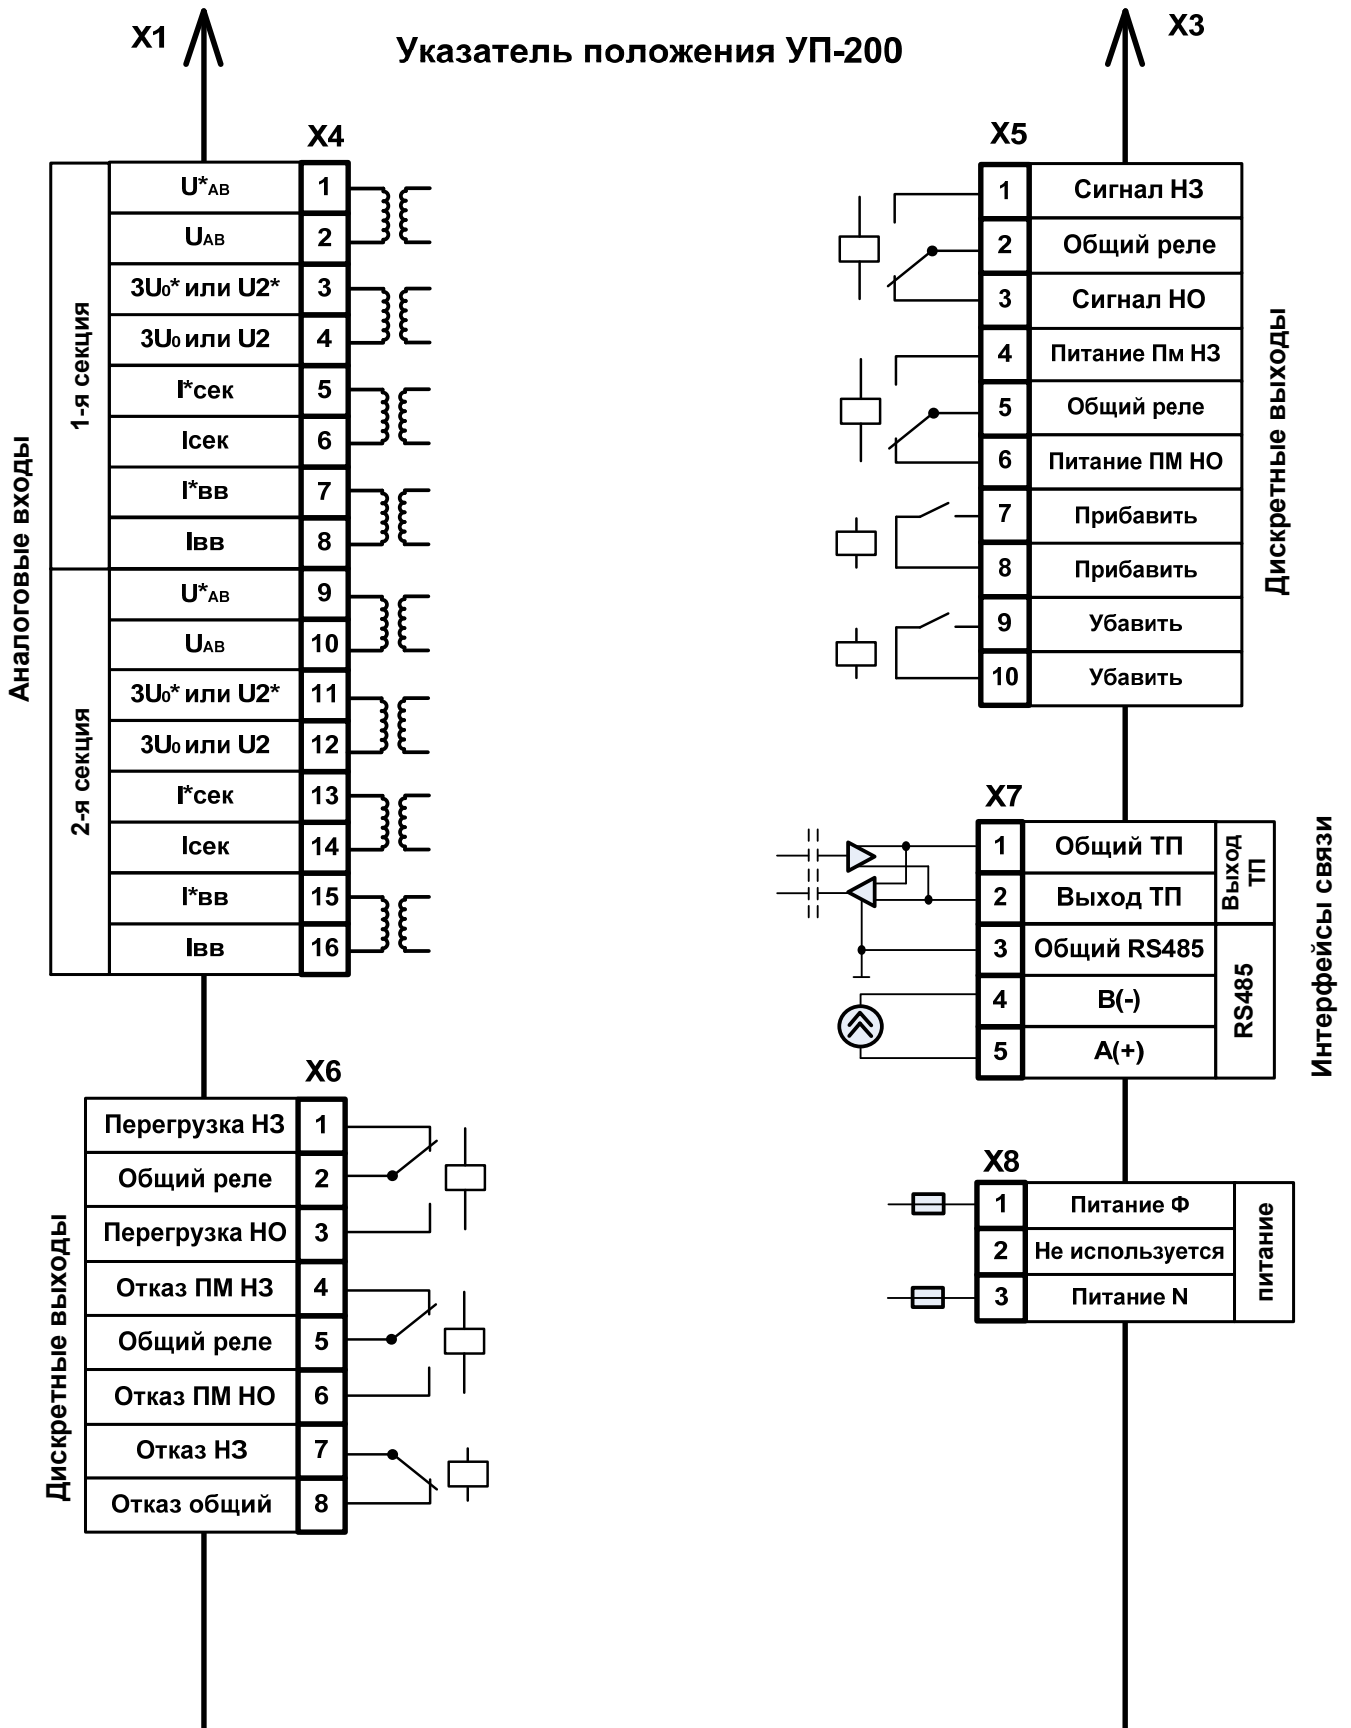 X1
Указатель положения УП-200
X3
X4
Аналоговые входы
1-я секция
U*AB 1
UAB 2
3U0* или U2* 3
3U0 или U2 4
I*сек 5
Iсек 6
I*вв 7
Iвв 8
2-я секция
U*AB 9
UAB 10
3U0* или U2* 11
3U0 или U2 12
I*сек 13
Iсек 14
I*вв 15
Iвв 16
X6
Дискретные выходы
Перегрузка НЗ 1
Общий реле 2
Перегрузка НО 3
Отказ ПМ НЗ 4
Общий реле 5
Отказ ПМ НО 6
Отказ НЗ 7
Отказ общий 8
X5
1 Сигнал НЗ
2 Общий реле
3 Сигнал НО
4 Питание Пм НЗ
5 Общий реле
6 Питание ПМ НО
7 Прибавить
8 Прибавить
9 Убавить
10 Убавить
Дискретные выходы
X7
1 Общий ТП
2 Выход ТП
Выход
ТП
3 Общий RS485
4 B(-)
5 A(+)
RS485
Интерфейсы связи
X8
1 Питание Ф
2 Не используется
3 Питание N
питание